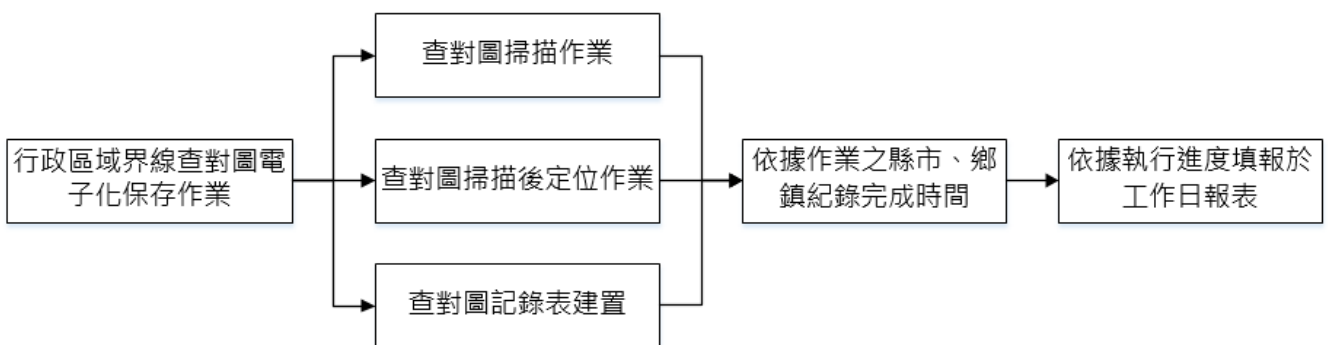 行政區域界線查對圖電
子化保存作業
查對圖掃描作業
查對圖掃描後定位作業
查對圖記錄表建置
依據作業之縣市、鄉
鎮紀錄完成時間
依據執行進度填報於
工作日報表